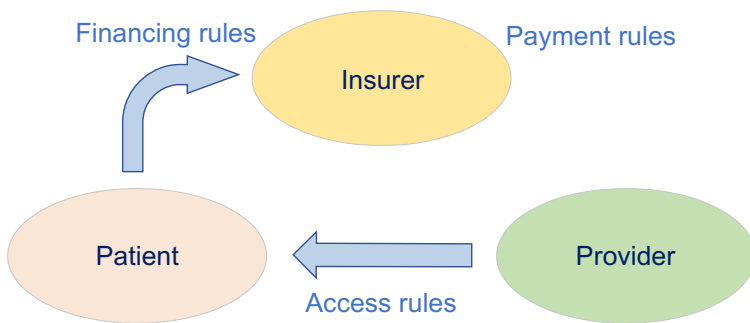 Financing rules
Payment rules
Insurer
Patient
Provider
Access rules